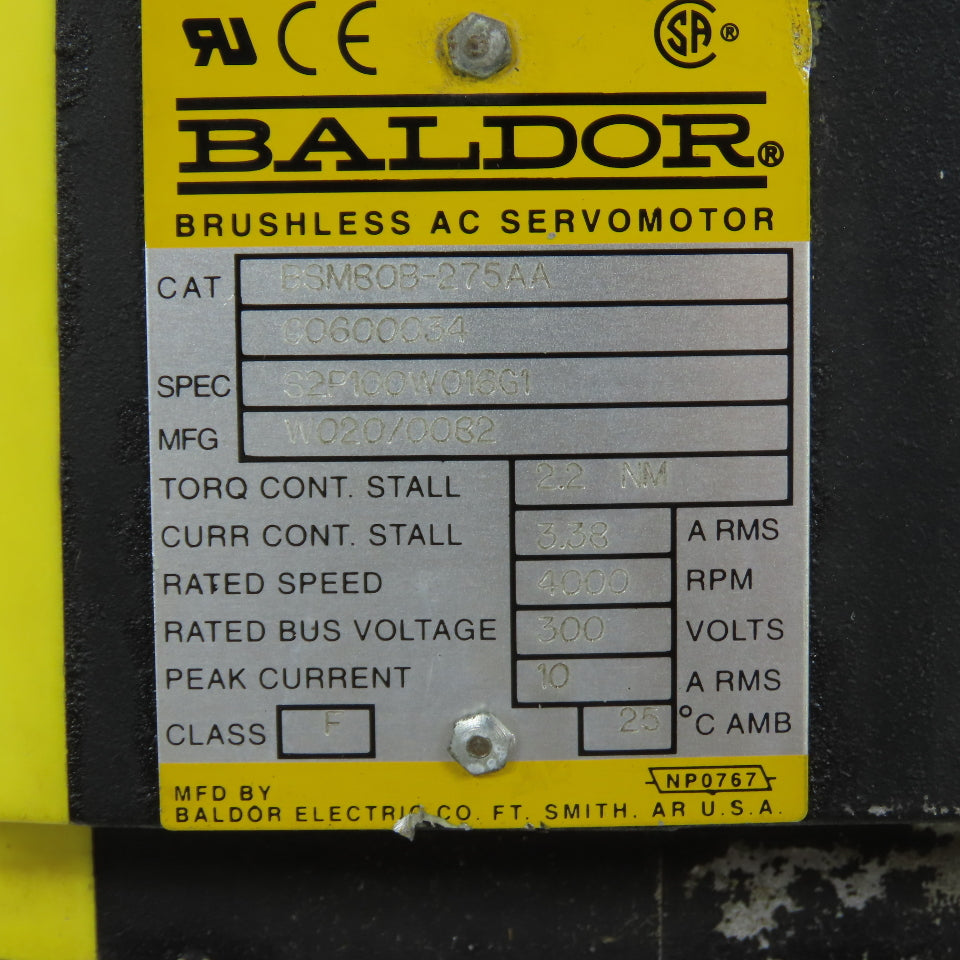 RU CE SA®
BALDOR®
BRUSHLESS AC SERVOMOTOR
CAT BSM80B-275AA
S0600034
SPEC S2P100W016G1
MFG W020/0082
TORQ CONT. STALL 2.2 NM
CURR CONT. STALL 3.38 A RMS
RATED SPEED 4000 RPM
RATED BUS VOLTAGE 300 VOLTS
PEAK CURRENT 10 A RMS
CLASS F 25 °C AMB
NP0767
MFD BY
BALDOR ELECTRIC CO. FT. SMITH, AR U.S.A.